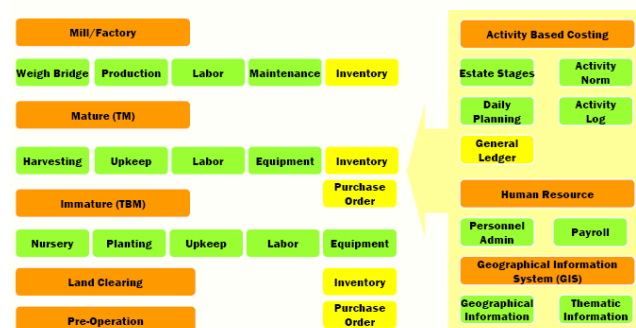 Mill/Factory
Weigh Bridge Production Labor Maintenance Inventory
Mature (TM)
Harvesting Upkeep Labor Equipment Inventory
Purchase
Order
Immature (TBM)
Nursery Planting Upkeep Labor Equipment
Land Clearing Inventory
Pre-Operation
Purchase
Order
Activity Based Costing
Estate Stages
Activity
Norm
Daily
Planning
Activity
Log
General
Ledger
Human Resource
Personnel
Admin
Payroll
Geographical Information
System (GIS)
Geographical
Information
Thematic
Information